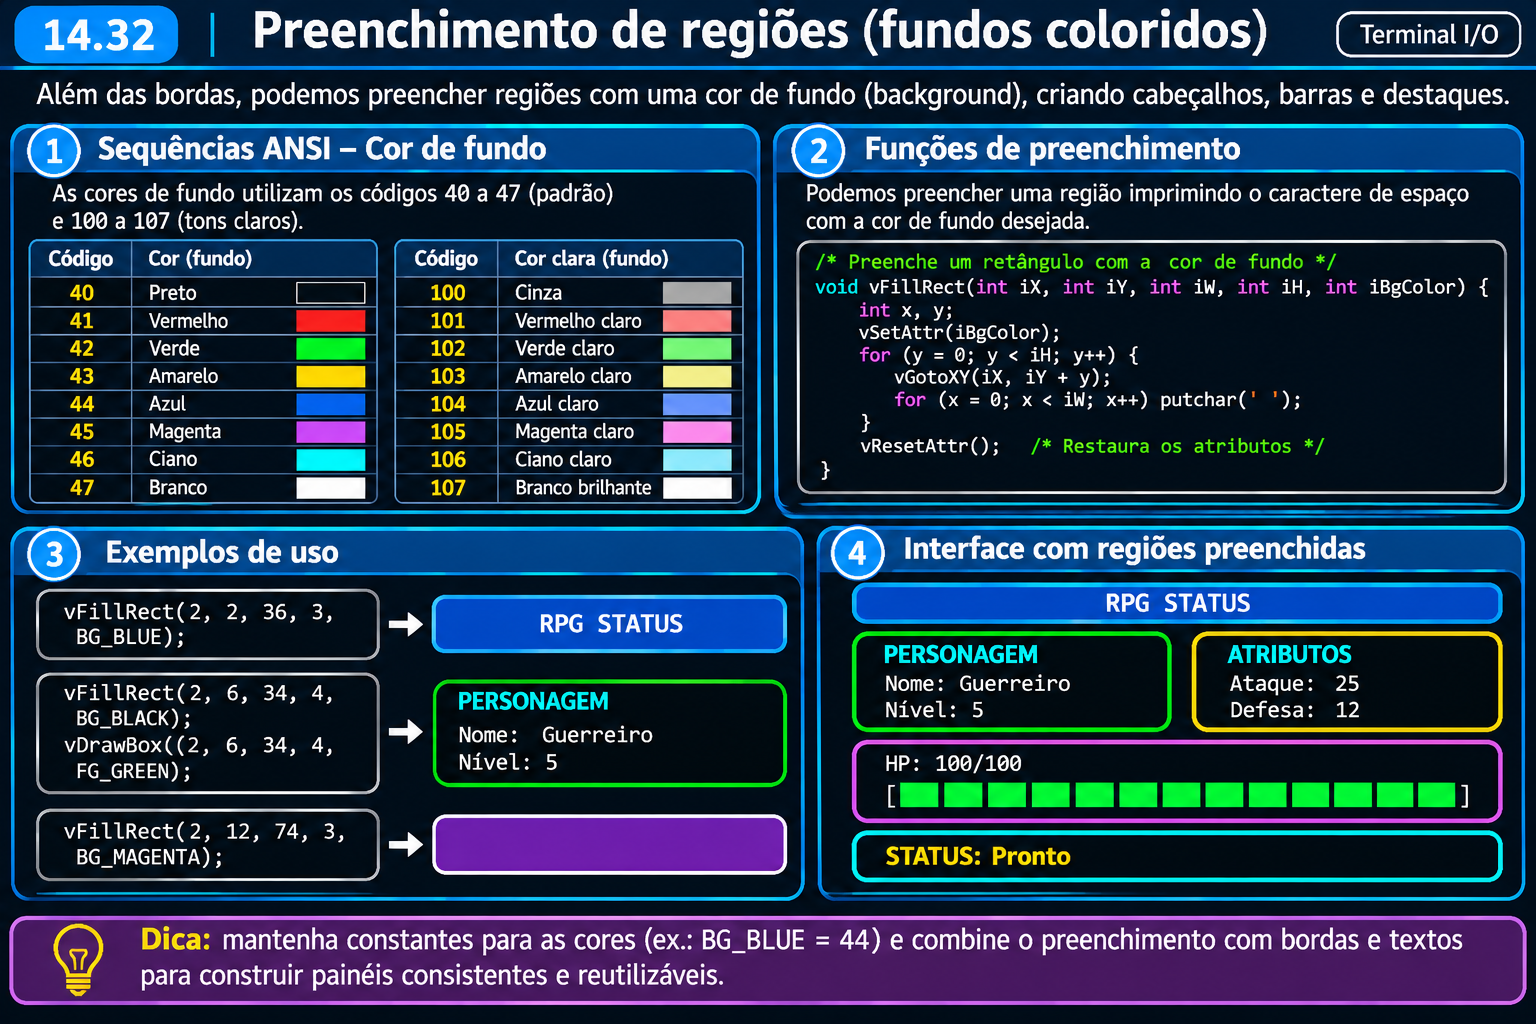 14.32
Preenchimento de regiões (fundos coloridos)
Terminal I/O
Além das bordas, podemos preencher regiões com uma cor de fundo (background), criando cabeçalhos, barras e destaques.
1
Sequências ANSI – Cor de fundo
As cores de fundo utilizam os códigos 40 a 47 (padrão)
e 100 a 107 (tons claros).
Código Cor (fundo)
40 Preto
41 Vermelho
42 Verde
43 Amarelo
44 Azul
45 Magenta
46 Ciano
47 Branco
Código Cor clara (fundo)
100 Cinza
101 Vermelho claro
102 Verde claro
103 Amarelo claro
104 Azul claro
105 Magenta claro
106 Ciano claro
107 Branco brilhante
2
Funções de preenchimento
Podemos preencher uma região imprimindo o caractere de espaço
com a cor de fundo desejada.
/* Preenche um retângulo com a cor de fundo */
void vFillRect(int iX, int iY, int iW, int iH, int iBgColor) {
int x, y;
vSetAttr(iBgColor);
for (y = 0; y < iH; y++) {
vGotoXY(iX, iY + y);
for (x = 0; x < iW; x++) putchar(' ');
}
vResetAttr(); /* Restaura os atributos */
}
3
Exemplos de uso
vFillRect(2, 2, 36, 3,
BG_BLUE);
RPG STATUS
vFillRect(2, 6, 34, 4,
BG_BLACK);
vDrawBox((2, 6, 34, 4,
FG_GREEN);
PERSONAGEM
Nome: Guerreiro
Nível: 5
vFillRect(2, 12, 74, 3,
BG_MAGENTA);
4
Interface com regiões preenchidas
RPG STATUS
PERSONAGEM
Nome: Guerreiro
Nível: 5
ATRIBUTOS
Ataque: 25
Defesa: 12
HP: 100/100
[ ]
STATUS: Pronto
Dica: mantenha constantes para as cores (ex.: BG_BLUE = 44) e combine o preenchimento com bordas e textos
para construir painéis consistentes e reutilizáveis.